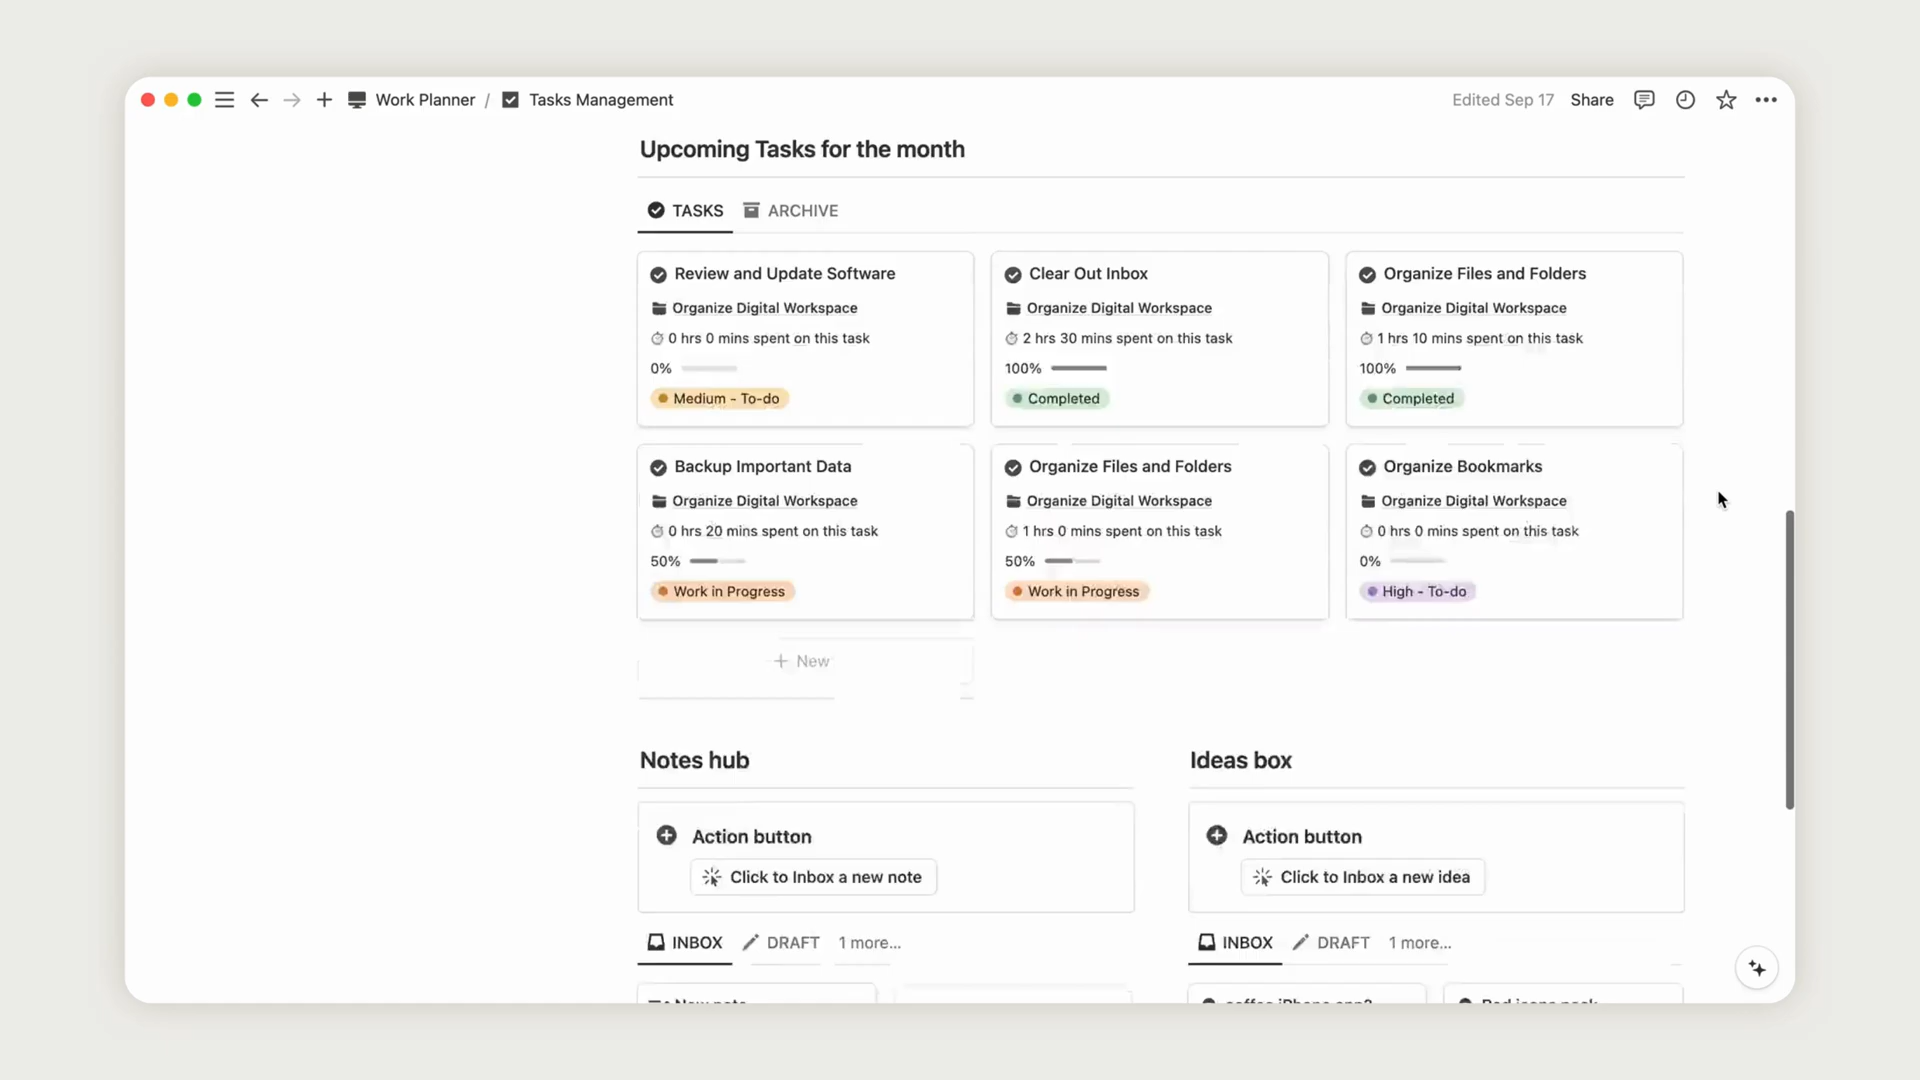 Work Planner / Tasks Management
Edited Sep 17 Share
Upcoming Tasks for the month
TASKS ARCHIVE
Review and Update Software
Organize Digital Workspace
0 hrs 0 mins spent on this task
0%
Medium - To-do
Clear Out Inbox
Organize Digital Workspace
2 hrs 30 mins spent on this task
100%
Completed
Organize Files and Folders
Organize Digital Workspace
1 hrs 10 mins spent on this task
100%
Completed
Backup Important Data
Organize Digital Workspace
0 hrs 20 mins spent on this task
50%
Work in Progress
Organize Files and Folders
Organize Digital Workspace
1 hrs 0 mins spent on this task
50%
Work in Progress
Organize Bookmarks
Organize Digital Workspace
0 hrs 0 mins spent on this task
0%
High - To-do
+ New
Notes hub
Action button
Click to Inbox a new note
INBOX DRAFT 1 more...
Ideas box
Action button
Click to Inbox a new idea
INBOX DRAFT 1 more...